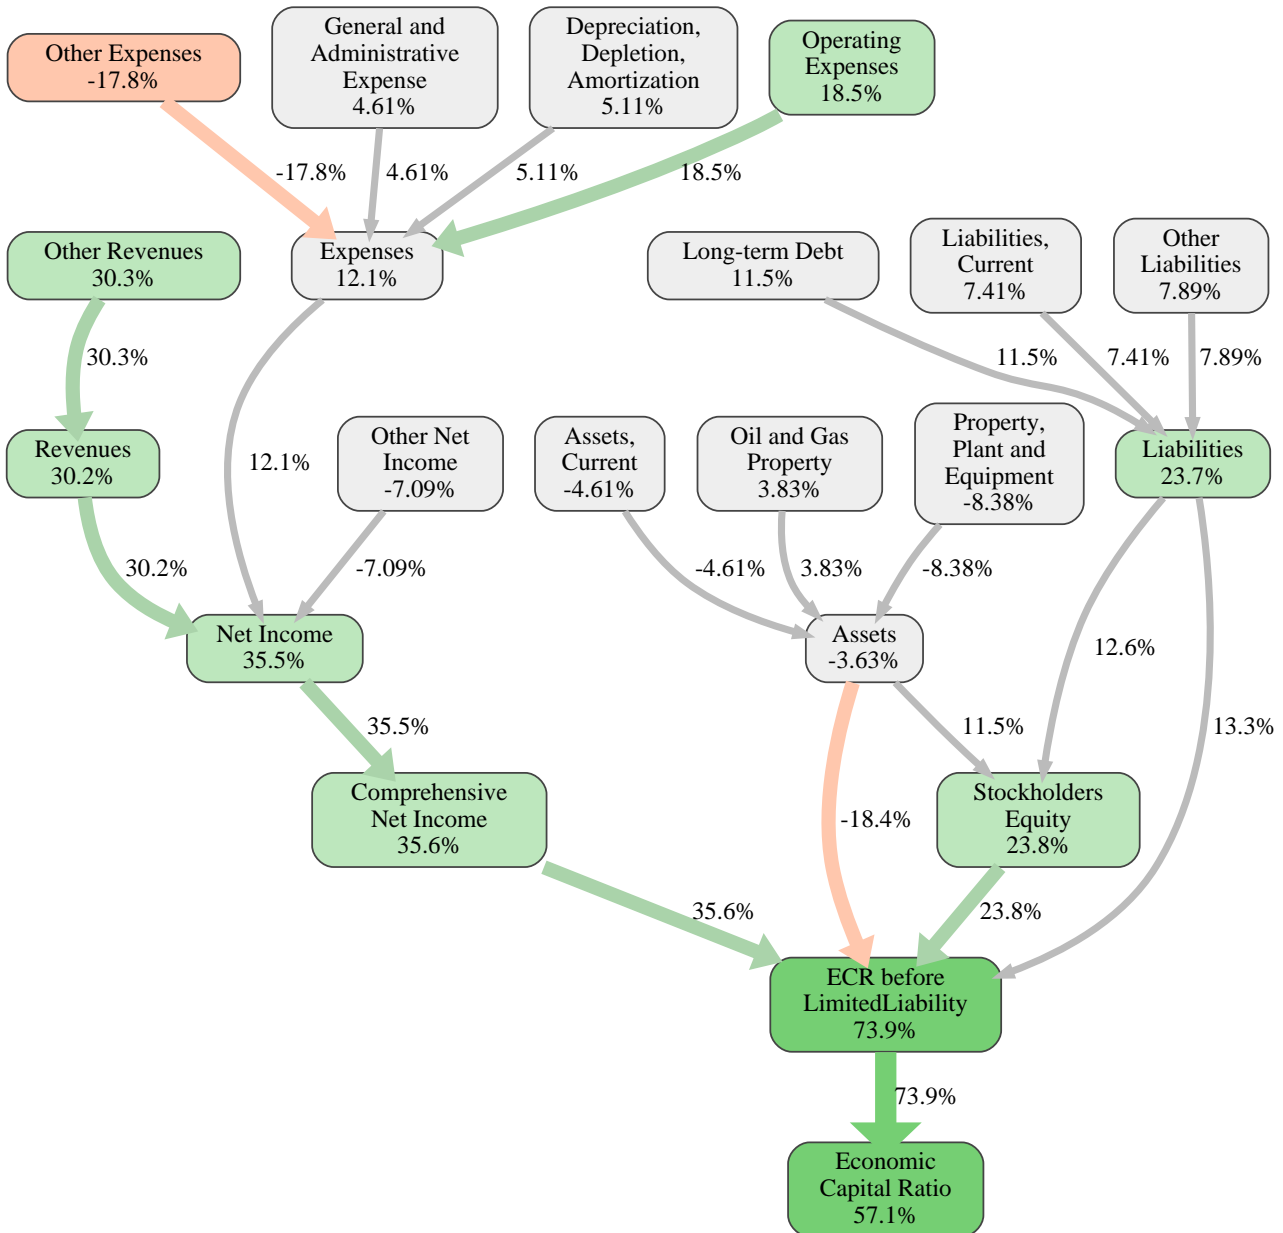 Other Expenses
-17.8%
General and
Administrative
Expense
4.61%
Depreciation,
Depletion,
Amortization
5.11%
Operating
Expenses
18.5%
-17.8%
4.61%
5.11%
18.5%
Other Revenues
30.3%
Expenses
12.1%
Long-term Debt
11.5%
Liabilities,
Current
7.41%
Other
Liabilities
7.89%
30.3%
11.5%
7.41%
7.89%
Revenues
30.2%
12.1%
Other Net
Income
-7.09%
Assets,
Current
-4.61%
Oil and Gas
Property
3.83%
Property,
Plant and
Equipment
-8.38%
Liabilities
23.7%
30.2%
-7.09%
-4.61%
3.83%
-8.38%
Net Income
35.5%
Assets
-3.63%
12.6%
35.5%
11.5%
13.3%
Comprehensive
Net Income
35.6%
-18.4%
Stockholders
Equity
23.8%
35.6%
23.8%
ECR before
LimitedLiability
73.9%
73.9%
Economic
Capital Ratio
57.1%